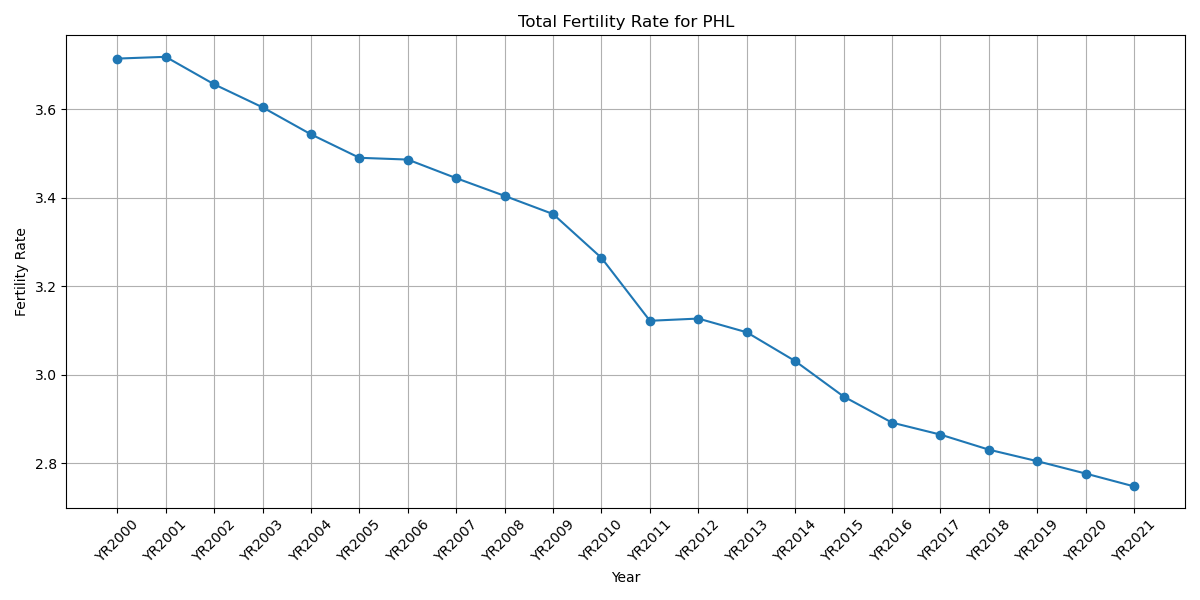 Total Fertility Rate for PHL
Fertility Rate
3.6
3.4
3.2
3.0
2.8
YR2000
YR2001
YR2002
YR2003
YR2004
YR2005
YR2006
YR2007
YR2008
YR2009
YR2010
YR2011
YR2012
YR2013
YR2014
YR2015
YR2016
YR2017
YR2018
YR2019
YR2020
YR2021
Year